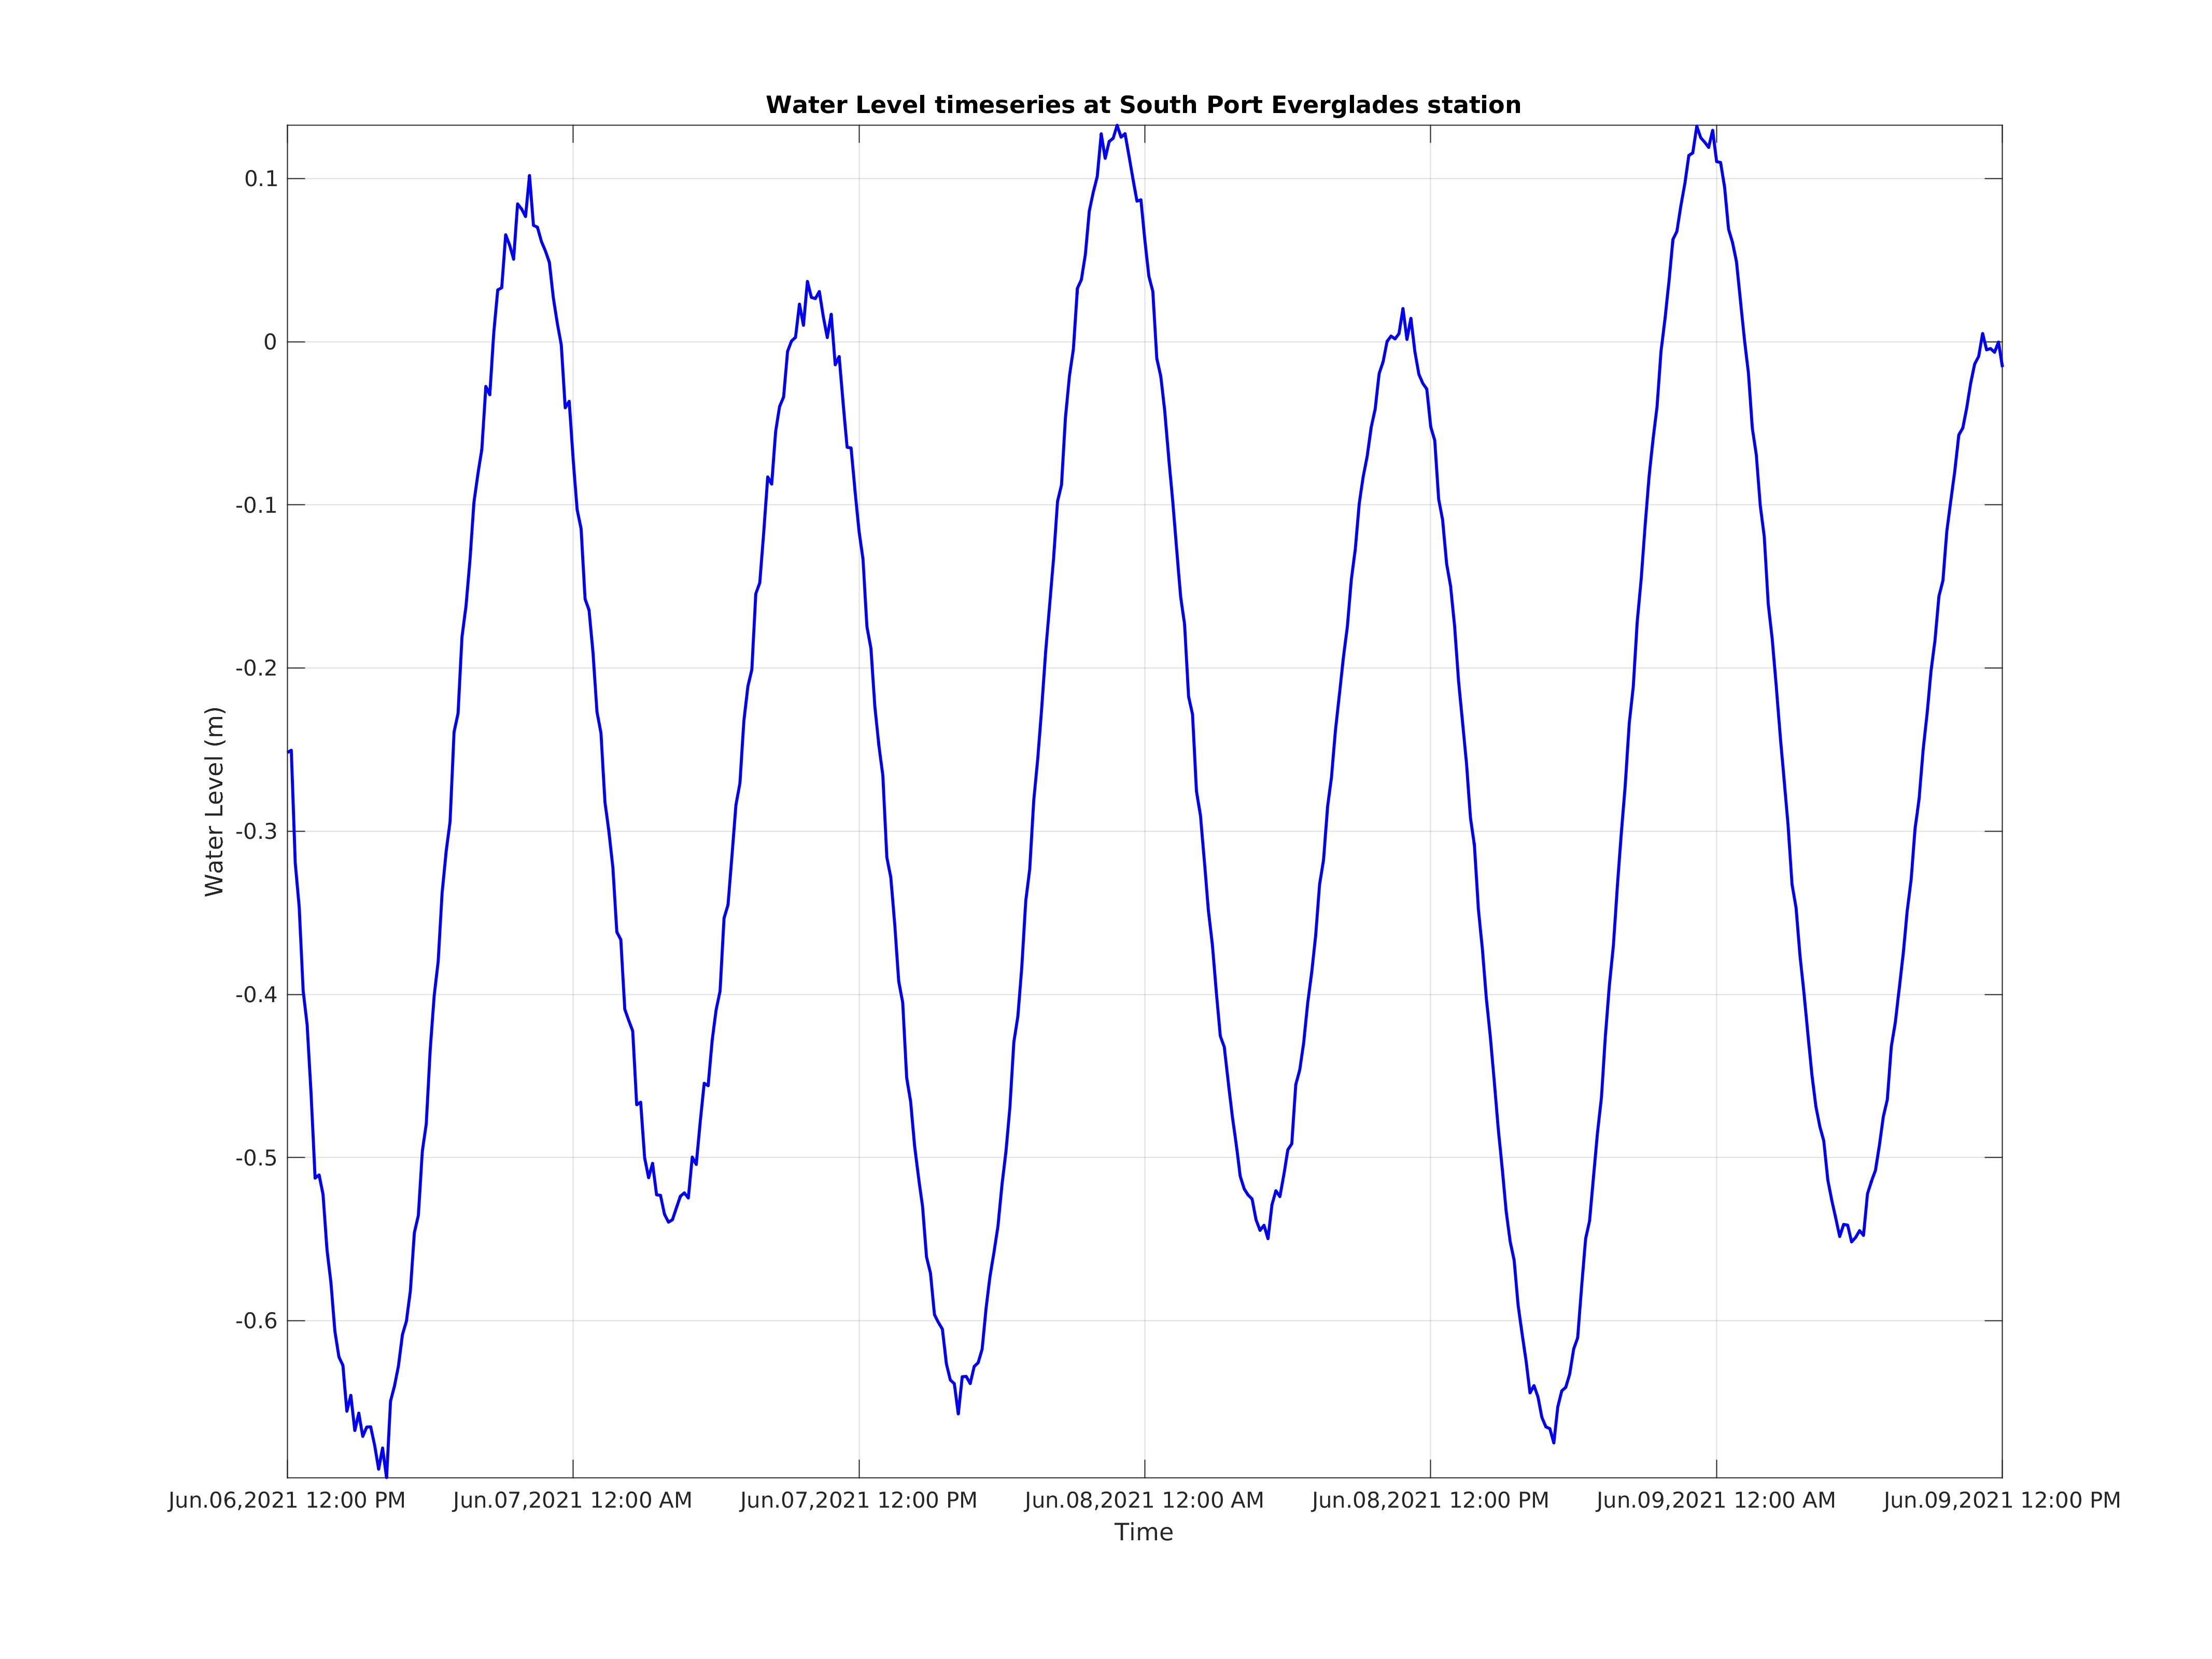 Water Level timeseries at South Port Everglades station
0.1
0
-0.1
-0.2
-0.3
-0.4
-0.5
-0.6
Water Level (m)
Jun.06,2021 12:00 PM
Jun.07,2021 12:00 AM
Jun.07,2021 12:00 PM
Jun.08,2021 12:00 AM
Jun.08,2021 12:00 PM
Jun.09,2021 12:00 AM
Jun.09,2021 12:00 PM
Time